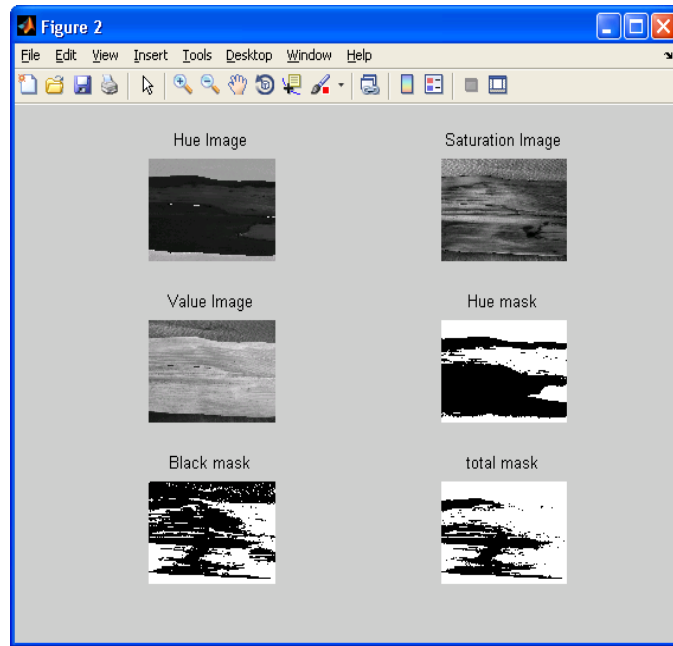 Figure 2
File Edit View Insert Tools Desktop Window Help
Hue Image
Saturation Image
Value Image
Hue mask
Black mask
total mask